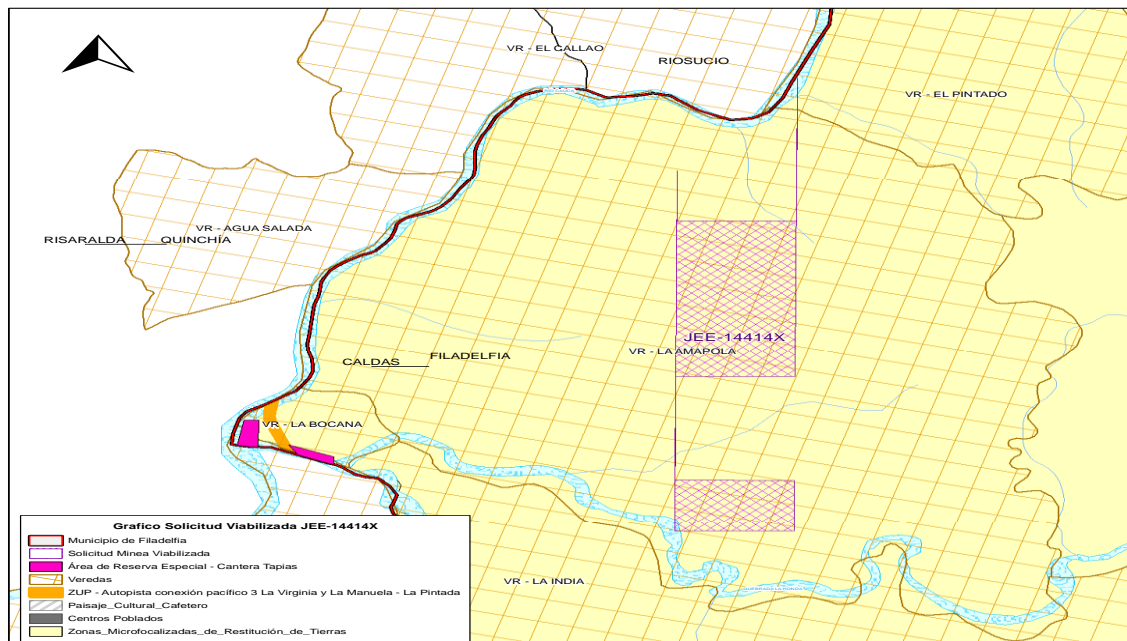 VR - EL CALLAO
RIOSUCIO
VR - EL PINTADO
VR - AGUA SALADA
RISARALDA QUINCHÍA
JEE-14414X
VR - LA AMAPOLA
CALDAS FILADELFIA
VR - LA BOCANA
VR - LA INDIA
Grafico Solicitud Viabilizada JEE-14414X
Municipio de Filadelfia
Solicitud Minea Viabilizada
Área de Reserva Especial - Cantera Tapias
Veredas
ZUP - Autopista conexión pacífico 3 La Virginia y La Manuela - La Pintada
Paisaje_Cultural_Cafetero
Centros Poblados
Zonas_Microfocalizadas_de_Restitución_de_Tierras